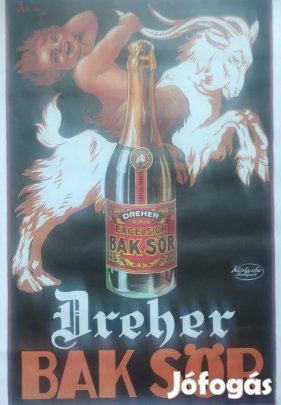 DREHER
EXCELSIOR
BAK SÖR
Dreher
BAK SÖR
Jófogás